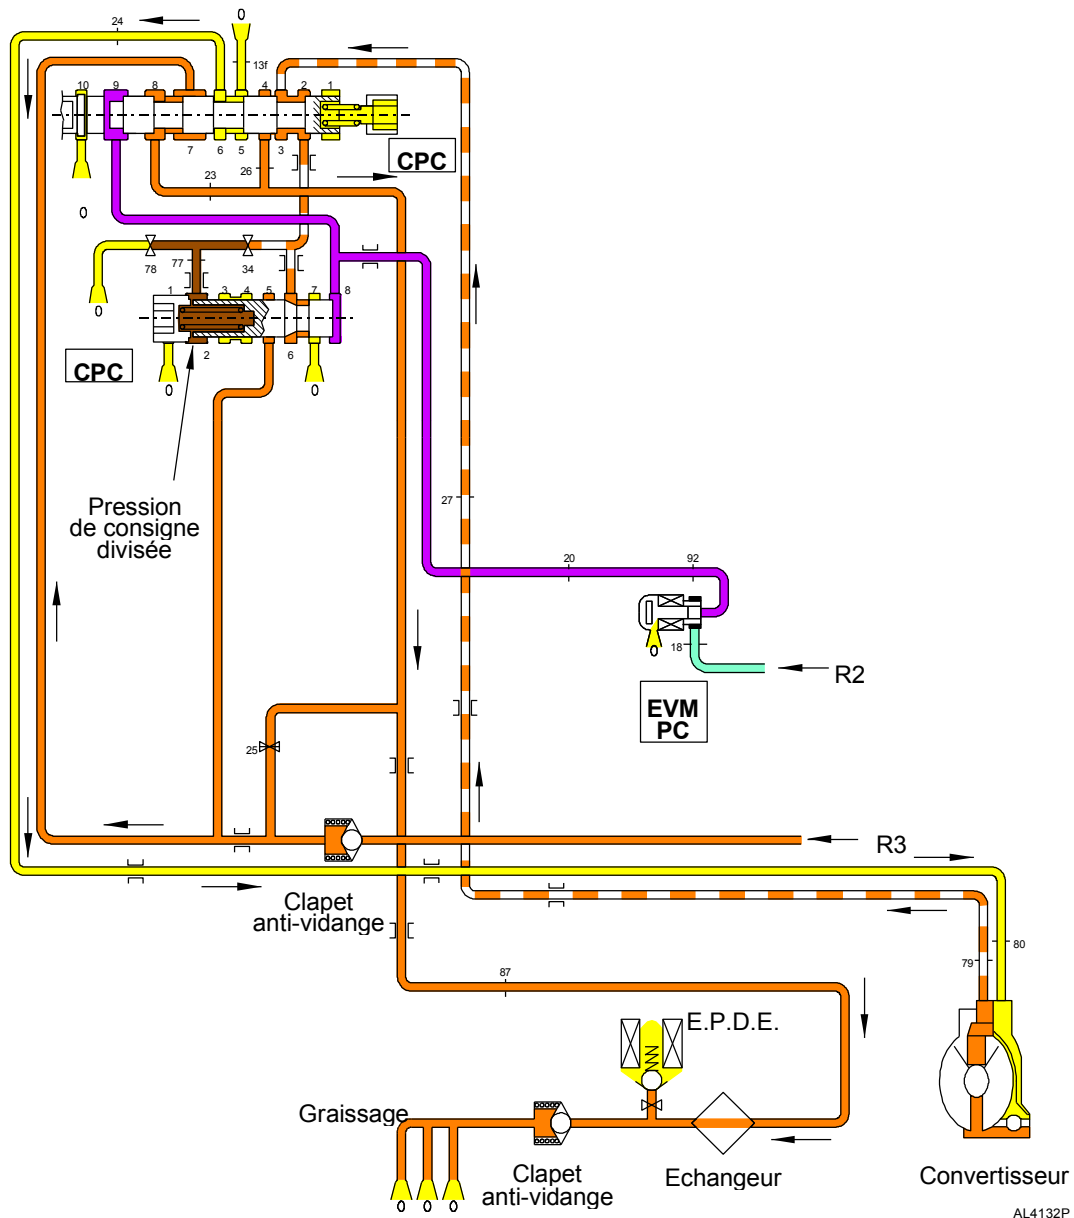 24
13f
10
9
8
4
2
1
7
6
5
3
CPC
26
23
0
78
77
34
1
3
4
5
7
8
2
6
CPC
0
0
0
Pression
de consigne
divisée
27
20
92
18
0
R2
EVM
PC
25
R3
Clapet
anti-vidange
80
79
87
E.P.D.E.
Graissage
Clapet
anti-vidange
Echangeur
Convertisseur
0
0
0
AL4132P